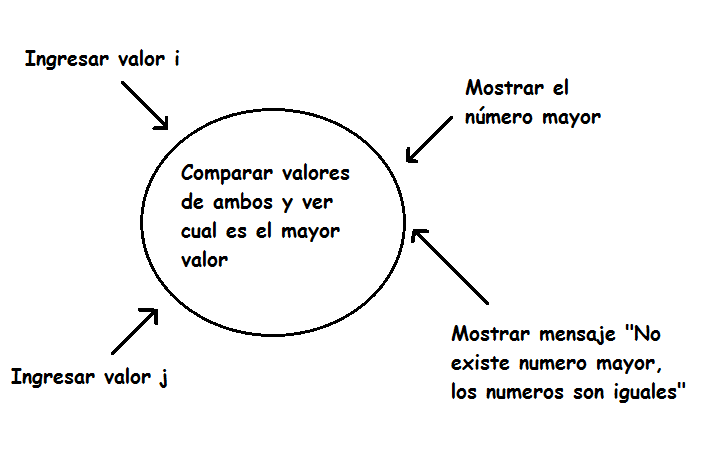 Ingresar valor i
Mostrar el
número mayor
Comparar valores
de ambos y ver
cual es el mayor
valor
Ingresar valor j
Mostrar mensaje "No
existe numero mayor,
los numeros son iguales"